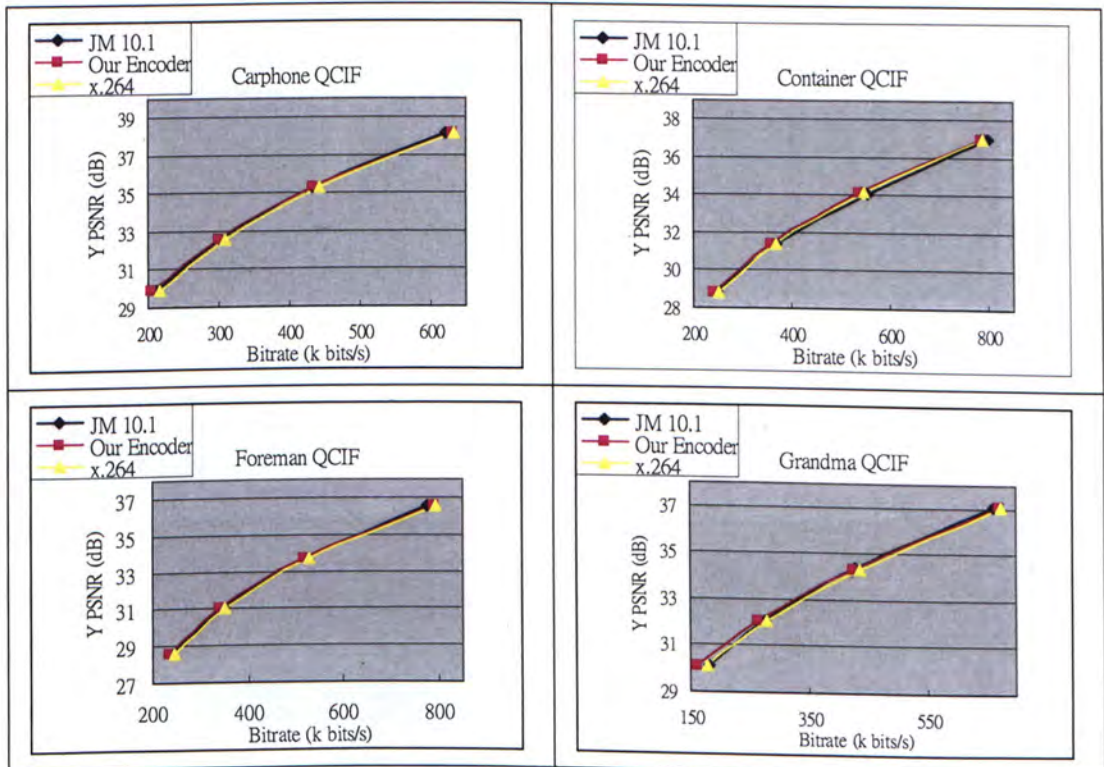 JM 10.1
Our Encoder
x.264
Carphone QCIF
Y PSNR (dB)
39
37
35
33
31
29
200 300 400 500 600
Bitrate (k bits/s)
JM 10.1
Our Encoder
x.264
Container QCIF
Y PSNR (dB)
38
36
34
32
30
28
200 400 600 800
Bitrate (k bits/s)
JM 10.1
Our Encoder
x.264
Foreman QCIF
Y PSNR (dB)
37
35
33
31
29
27
200 400 600 800
Bitrate (k bits/s)
JM 10.1
Our Encoder
x.264
Grandma QCIF
Y PSNR (dB)
37
35
33
31
29
150 350 550
Bitrate (k bits/s)